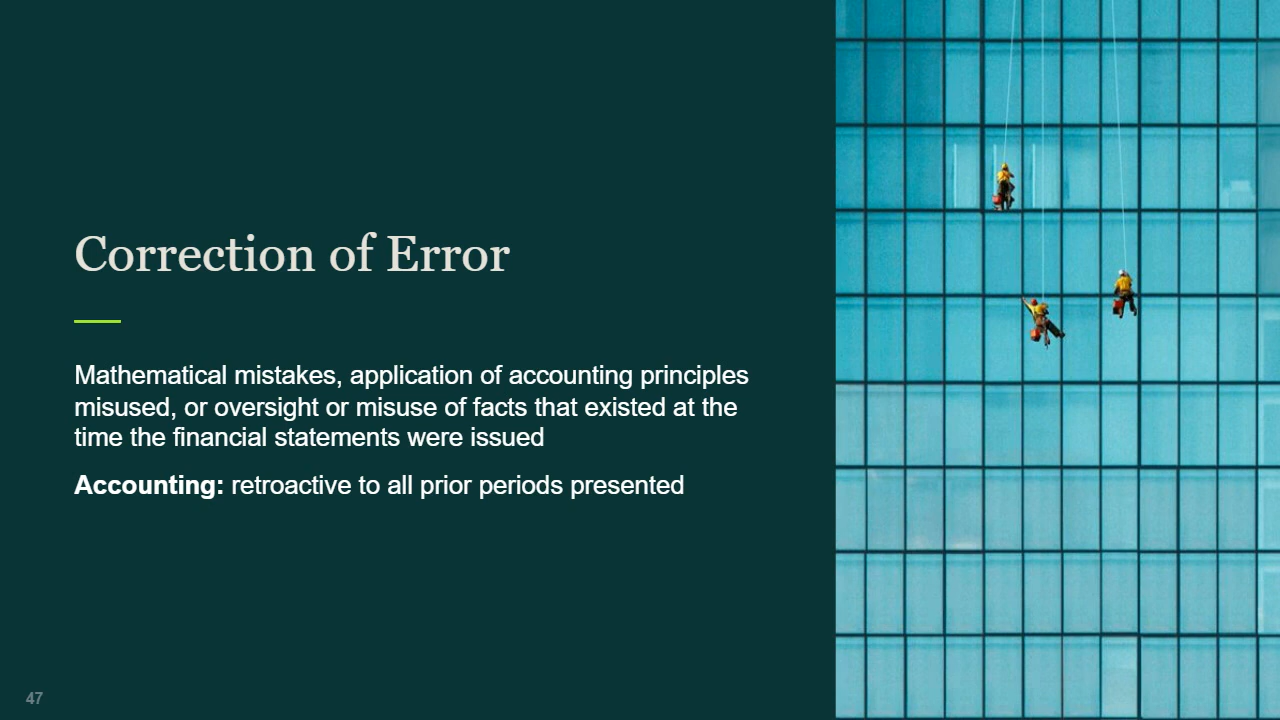 Correction of Error
Mathematical mistakes, application of accounting principles
misused, or oversight or misuse of facts that existed at the
time the financial statements were issued
Accounting: retroactive to all prior periods presented
47